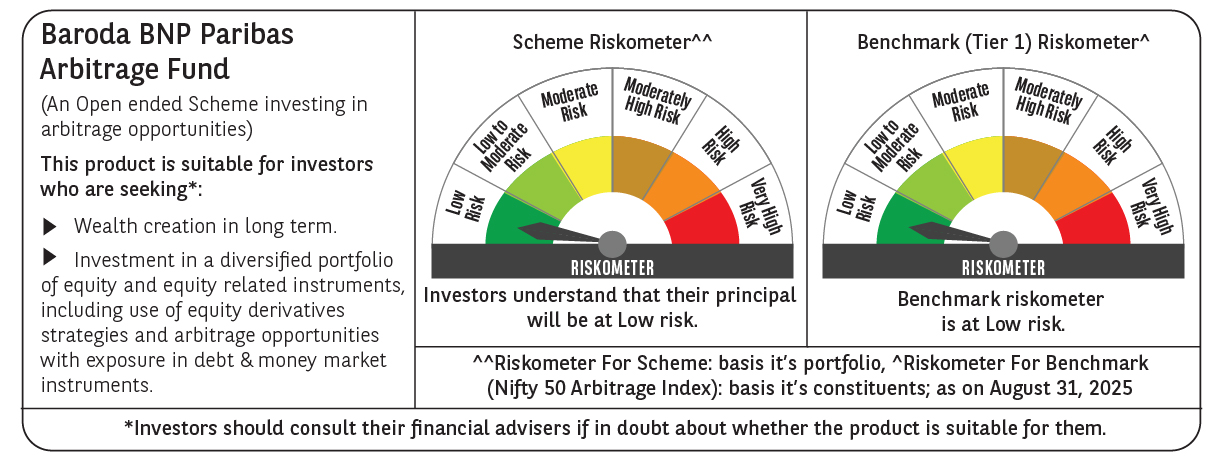 Baroda BNP Paribas
Arbitrage Fund
(An Open ended Scheme investing in
arbitrage opportunities)
This product is suitable for investors
who are seeking*:
▶ Wealth creation in long term.
▶ Investment in a diversified portfolio
of equity and equity related instruments,
including use of equity derivatives
strategies and arbitrage opportunities
with exposure in debt & money market
instruments.
Scheme Riskometer^^
Low
Risk
Low to
Moderate
Risk
Moderate
Risk
Moderately
High Risk
High
Risk
Very High
Risk
RISKOMETER
Investors understand that their principal
will be at Low risk.
Benchmark (Tier 1) Riskometer^
Low
Risk
Low to
Moderate
Risk
Moderate
Risk
Moderately
High Risk
High
Risk
Very High
Risk
RISKOMETER
Benchmark riskometer
is at Low risk.
^^Riskometer For Scheme: basis it's portfolio, ^Riskometer For Benchmark
(Nifty 50 Arbitrage Index): basis it's constituents; as on August 31, 2025
*Investors should consult their financial advisers if in doubt about whether the product is suitable for them.